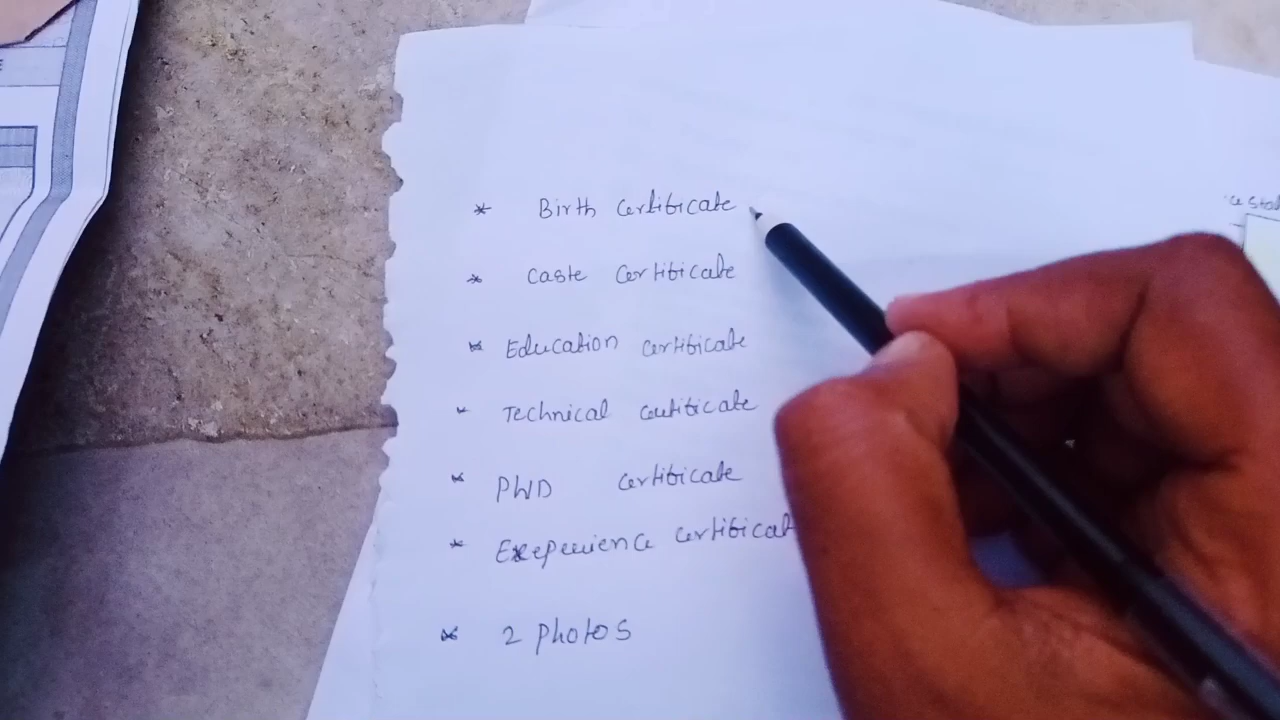 * Birth certificate
* Caste certificate
* Education certificate
* Technical certificate
* PWD certificate
* Exeperience certificat
* 2 Photos